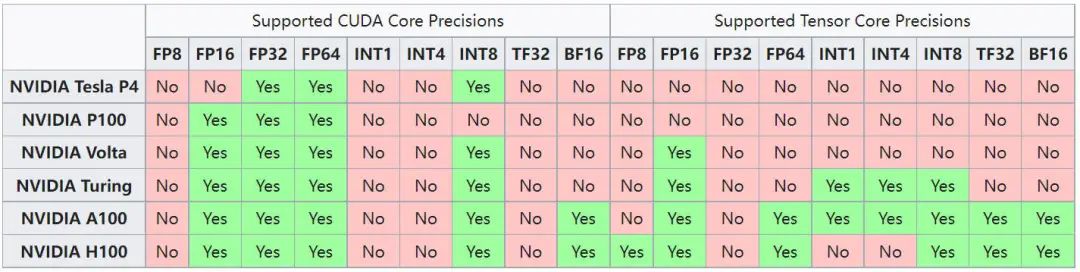 Supported CUDA Core Precisions Supported Tensor Core Precisions
FP8 FP16 FP32 FP64 INT1 INT4 INT8 TF32 BF16 FP8 FP16 FP32 FP64 INT1 INT4 INT8 TF32 BF16
NVIDIA Tesla P4 No No Yes Yes No No Yes No No No No No No No No No No No
NVIDIA P100 No Yes Yes Yes No No No No No No No No No No No No No No
NVIDIA Volta No Yes Yes Yes No No Yes No No No Yes No No No No No No No
NVIDIA Turing No Yes Yes Yes No No Yes No No No Yes No No Yes Yes Yes No No
NVIDIA A100 No Yes Yes Yes No No Yes No Yes No Yes No Yes Yes Yes Yes Yes Yes
NVIDIA H100 No Yes Yes Yes No No Yes No Yes Yes Yes No Yes No No Yes Yes Yes